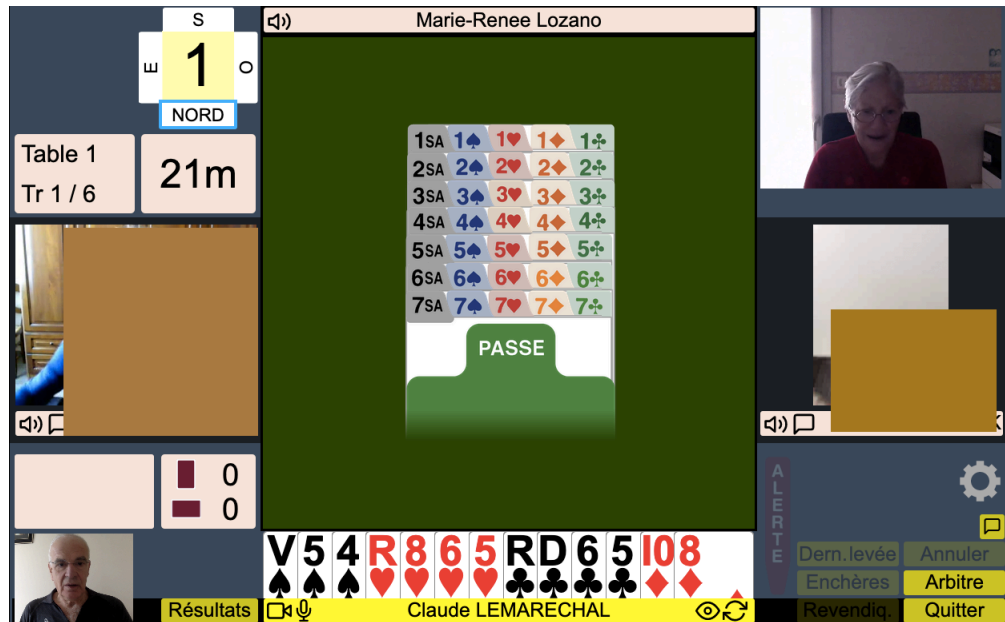 S
Marie-Renee Lozano
E
1
O
NORD
Table 1
Tr 1 / 6
21m
1SA 1♠ 1♥ 1♦ 1♣
2SA 2♠ 2♥ 2♦ 2♣
3SA 3♠ 3♥ 3♦ 3♣
4SA 4♠ 4♥ 4♦ 4♣
5SA 5♠ 5♥ 5♦ 5♣
6SA 6♠ 6♥ 6♦ 6♣
7SA 7♠ 7♥ 7♦ 7♣
PASSE
0
0
ALERTE
V 5 4 R 8 6 5 R D 6 5 10 8
♠ ♠ ♠ ♥ ♥ ♥ ♥ ♣ ♣ ♣ ♣ ♦ ♦
Dern.levée Annuler
Enchères Arbitre
Résultats
Claude LEMARECHAL
Revendiq. Quitter